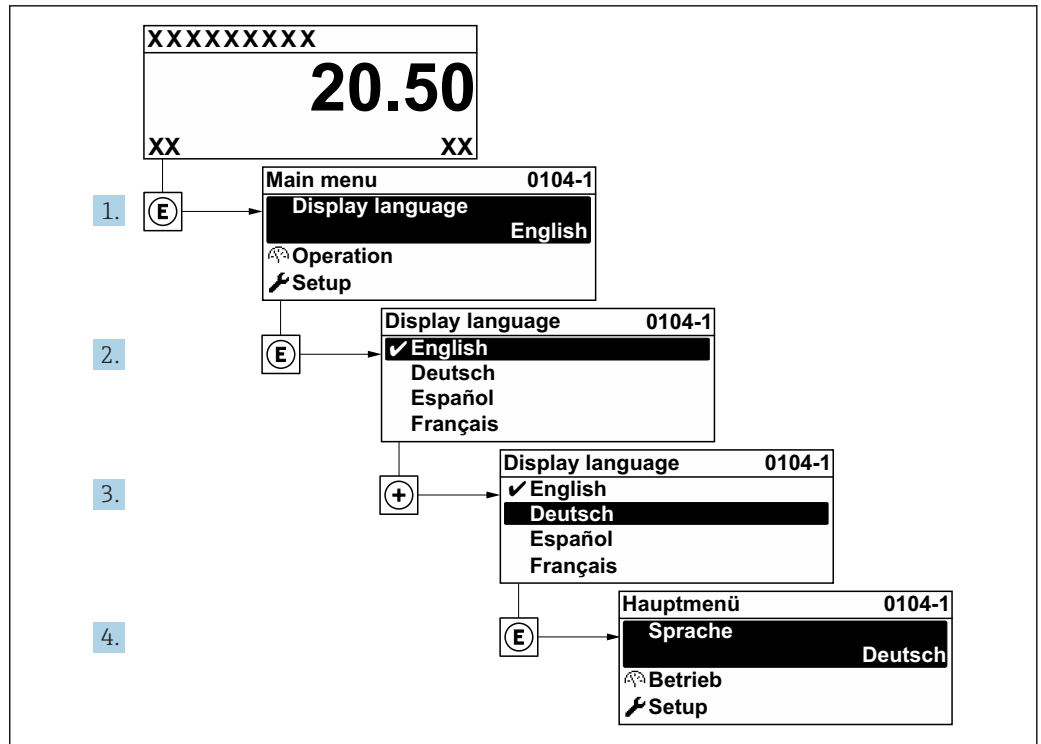 XXXXXXXXX
20.50
XX XX
1. E
Main menu 0104-1
Display language
English
Operation
Setup
2. E
Display language 0104-1
✔ English
Deutsch
Español
Français
3. +
Display language 0104-1
✔ English
Deutsch
Español
Français
4. E
Hauptmenü 0104-1
Sprache
Deutsch
Betrieb
Setup